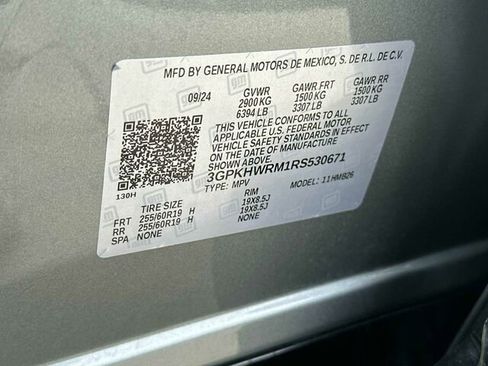 MFD BY GENERAL MOTORS DE MEXICO, S. DE R.L. DE C.V.
09/24 GVWR GAWR FRT GAWR RR
2900 KG 1500 KG 1500 KG
6394 LB 3307 LB 3307 LB
THIS VEHICLE CONFORMS TO ALL
APPLICABLE U.S. FEDERAL MOTOR
VEHICLE SAFETY STANDARDS IN
EFFECT ON THE DATE OF MANUFACTURE
SHOWN ABOVE.
3GPKHWRM1RS530671
130H TYPE: MPV MODEL: 11HMB26
TIRE SIZE RIM
FRT 255/60R19 H 19X8.5J
RR 255/60R19 H 19X8.5J
SPA NONE NONE